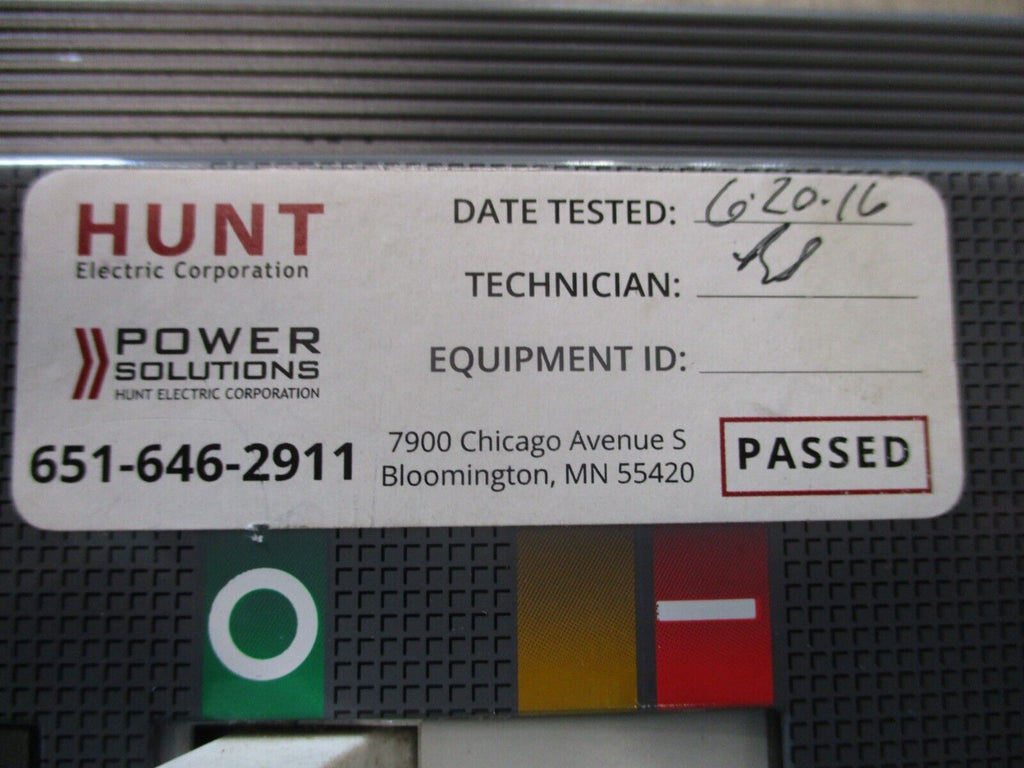 HUNT
Electric Corporation
POWER
SOLUTIONS
HUNT ELECTRIC CORPORATION
651-646-2911
DATE TESTED: 6.20.16
TECHNICIAN:
EQUIPMENT ID:
7900 Chicago Avenue S
Bloomington, MN 55420
PASSED